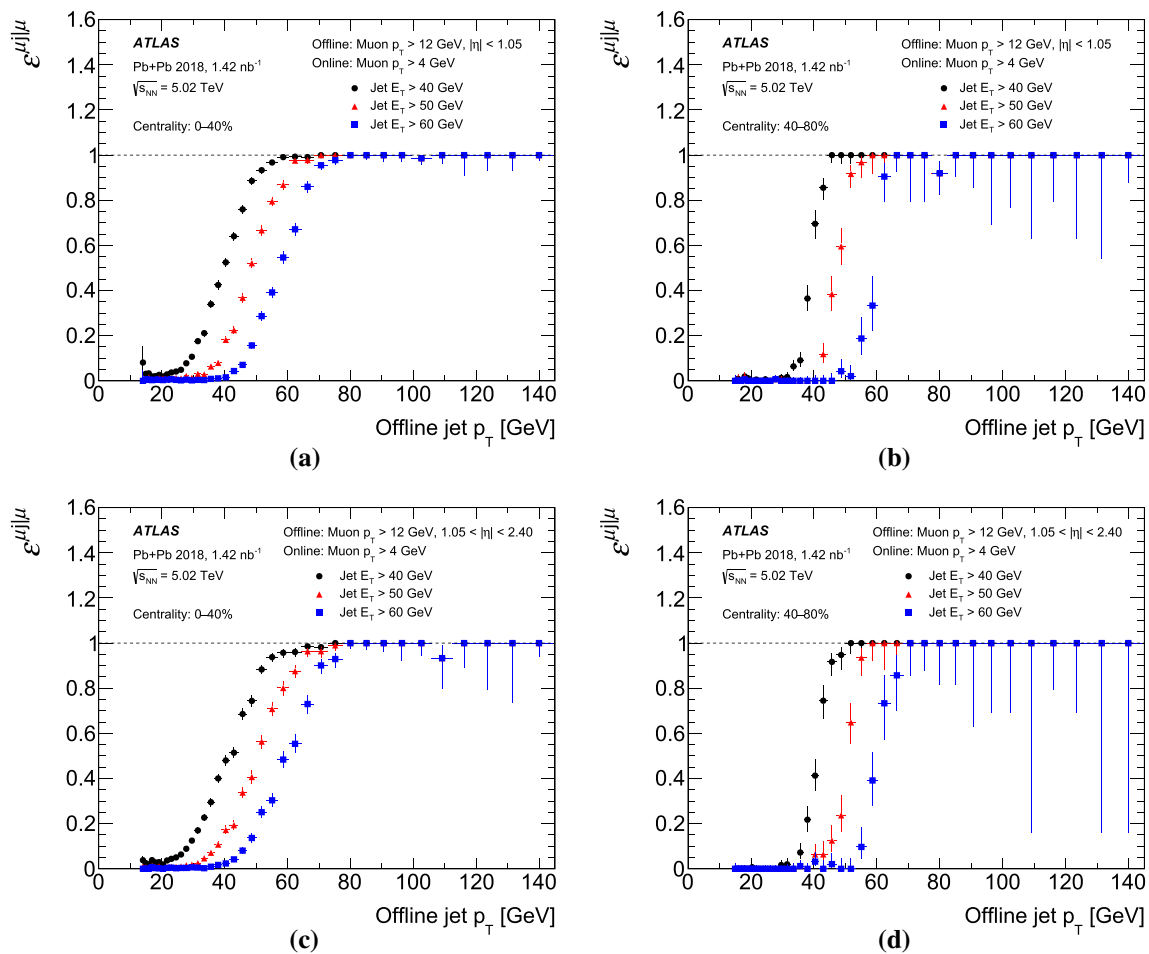 ATLAS
Offline: Muon p_T > 12 GeV, |η| < 1.05
Pb+Pb 2018, 1.42 nb⁻¹
Online: Muon p_T > 4 GeV
√s_NN = 5.02 TeV
Jet E_T > 40 GeV
Jet E_T > 50 GeV
Jet E_T > 60 GeV
Centrality: 0–40%
ε^μj|μ
1.6
1.4
1.2
1
0.8
0.6
0.4
0.2
0
0 20 40 60 80 100 120 140
Offline jet p_T [GeV]
(a)
ATLAS
Offline: Muon p_T > 12 GeV, |η| < 1.05
Pb+Pb 2018, 1.42 nb⁻¹
Online: Muon p_T > 4 GeV
√s_NN = 5.02 TeV
Jet E_T > 40 GeV
Jet E_T > 50 GeV
Jet E_T > 60 GeV
Centrality: 40–80%
ε^μj|μ
1.6
1.4
1.2
1
0.8
0.6
0.4
0.2
0
0 20 40 60 80 100 120 140
Offline jet p_T [GeV]
(b)
ATLAS
Offline: Muon p_T > 12 GeV, 1.05 < |η| < 2.40
Pb+Pb 2018, 1.42 nb⁻¹
Online: Muon p_T > 4 GeV
√s_NN = 5.02 TeV
Jet E_T > 40 GeV
Jet E_T > 50 GeV
Jet E_T > 60 GeV
Centrality: 0–40%
ε^μj|μ
1.6
1.4
1.2
1
0.8
0.6
0.4
0.2
0
0 20 40 60 80 100 120 140
Offline jet p_T [GeV]
(c)
ATLAS
Offline: Muon p_T > 12 GeV, 1.05 < |η| < 2.40
Pb+Pb 2018, 1.42 nb⁻¹
Online: Muon p_T > 4 GeV
√s_NN = 5.02 TeV
Jet E_T > 40 GeV
Jet E_T > 50 GeV
Jet E_T > 60 GeV
Centrality: 40–80%
ε^μj|μ
1.6
1.4
1.2
1
0.8
0.6
0.4
0.2
0
0 20 40 60 80 100 120 140
Offline jet p_T [GeV]
(d)